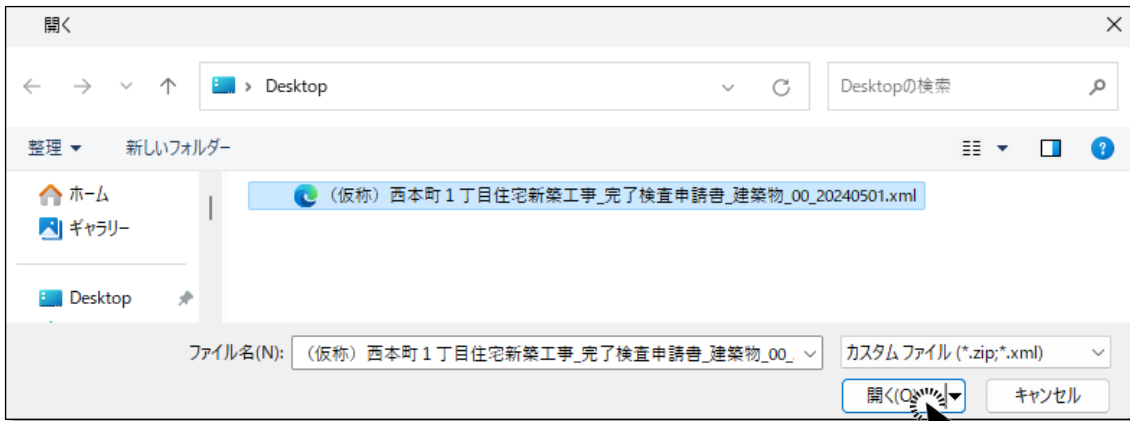 開く
Desktop
Desktopの検索
整理 新しいフォルダー
ホーム
ギャラリー
Desktop
（仮称）西本町１丁目住宅新築工事_完了検査申請書_建築物_00_20240501.xml
ファイル名(N): （仮称）西本町１丁目住宅新築工事_完了検査申請書_建築物_00_ カスタム ファイル (*.zip;*.xml)
開く(O キャンセル